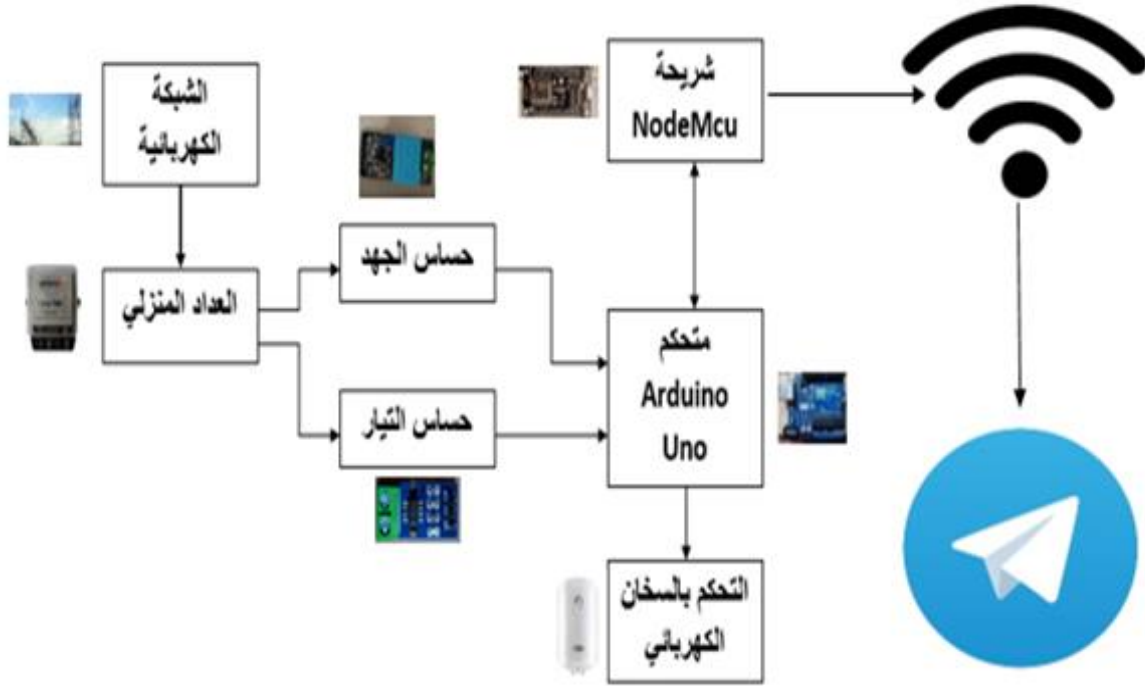 الشبكة
الكهربائية
العداد المنزلي
حساس الجهد
حساس التيار
شريحة
NodeMcu
متحكم
Arduino
Uno
التحكم بالسخان
الكهربائي